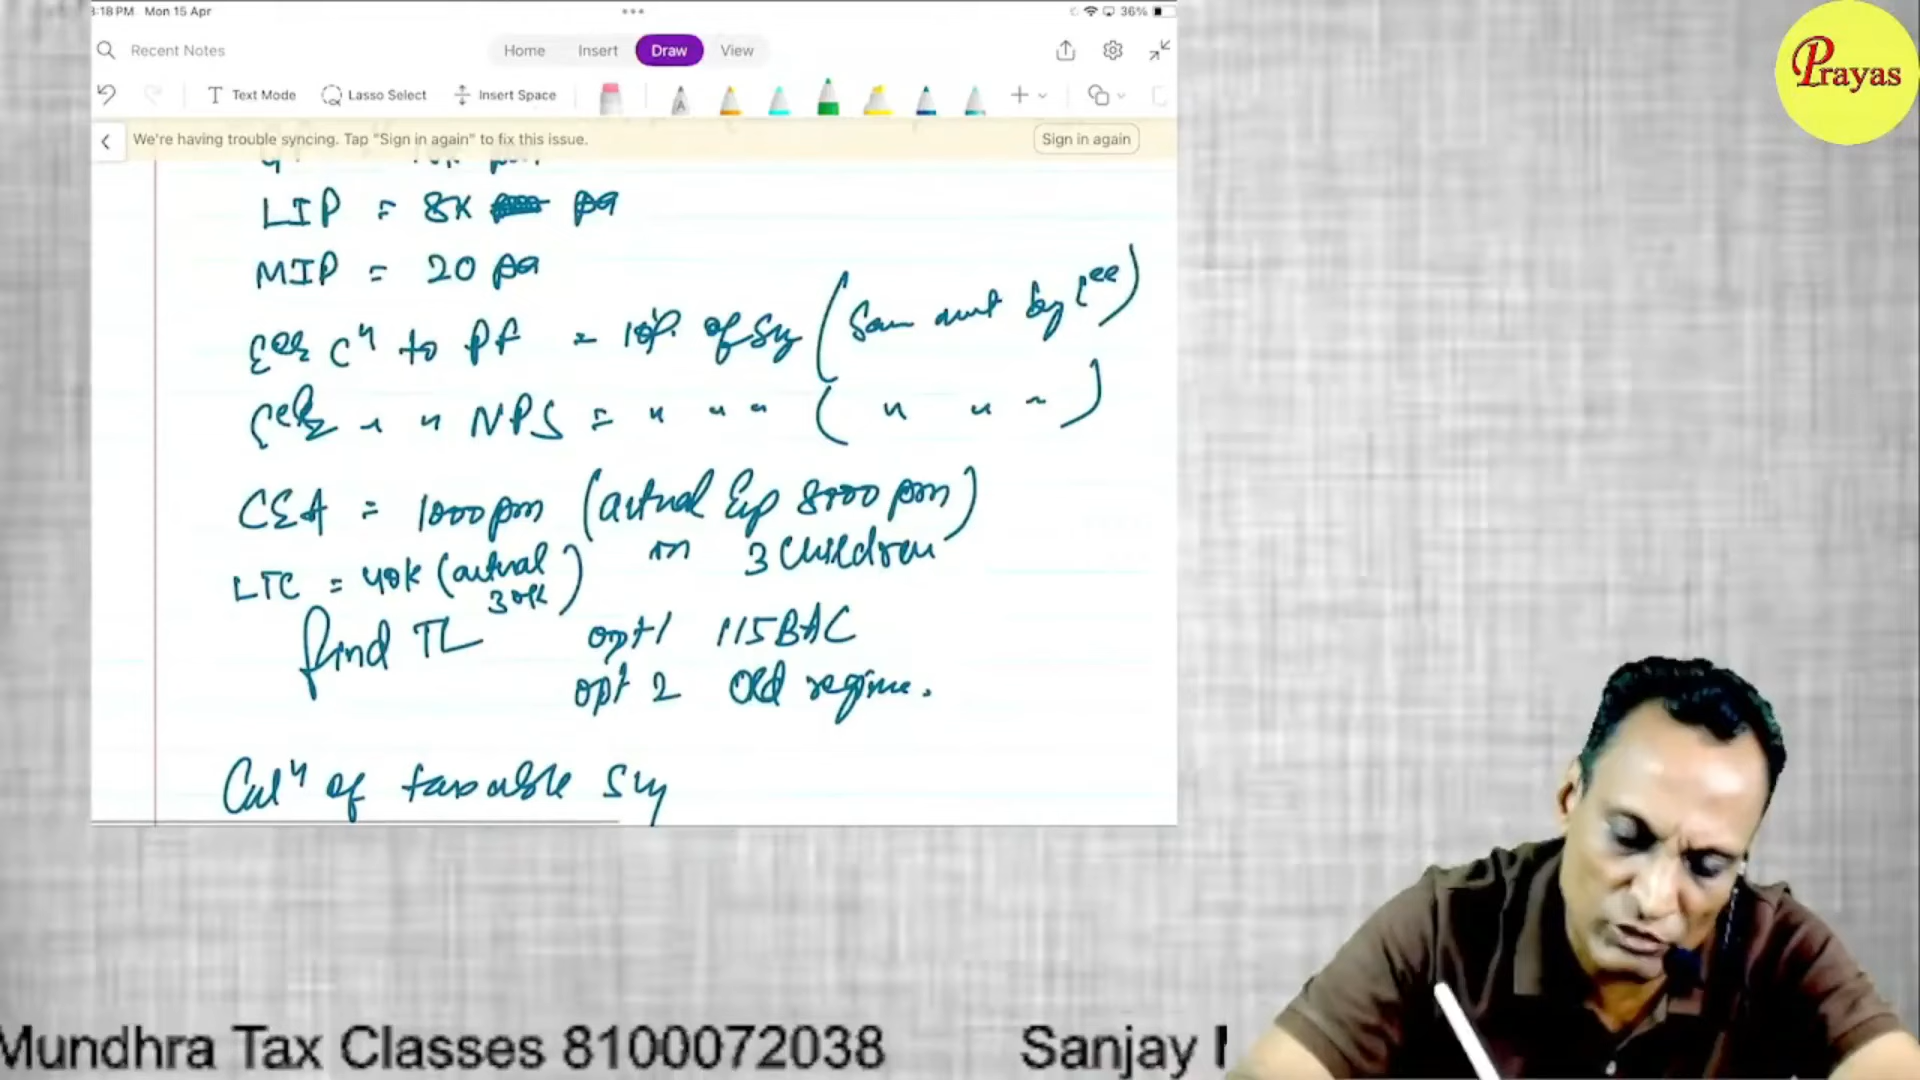 3:18 PM Mon 15 Apr
36%
Recent Notes
Home Insert Draw View
Text Mode Lasso Select Insert Space
We're having trouble syncing. Tap "Sign in again" to fix this issue.
Sign in again
LIP = 8K pa
MIP = 20 pa
to Pf = 10% of Sy (Sam amt by Eee)
" " NPS = " " " ( " " " )
CEA = 1000 pm (actual Exp 8000 pm)
on 3 children
LTC = 40K (actual
30K)
find TL opt 1 115BAC
opt 2 Old regime.
Cal^n of taxable Sy
Prayas
Mundhra Tax Classes 8100072038 Sanjay